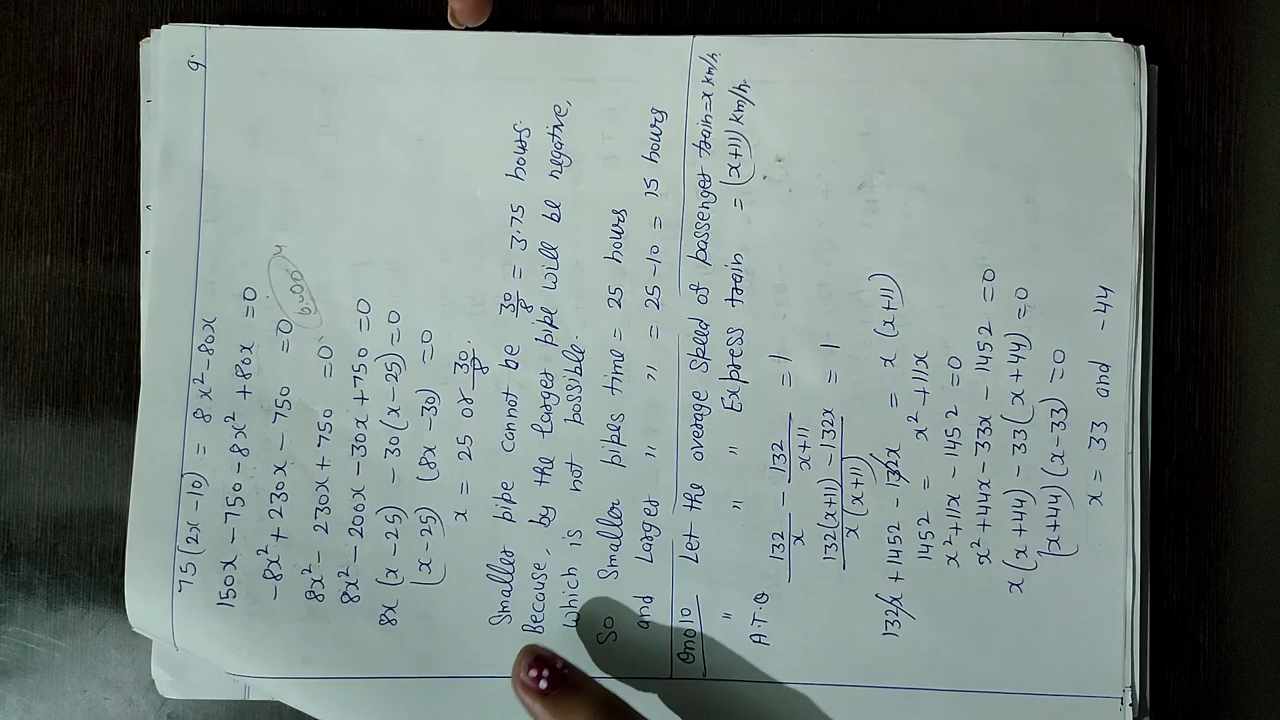 9.
75(2x-10) = 8x²-80x
150x - 750 - 8x² + 80x = 0
-8x² + 230x - 750 = 0
8x² - 230x + 750 = 0
8x² - 200x - 30x + 750 = 0
8x (x-25) - 30(x-25) = 0
(x-25) (8x-30) = 0
x = 25 or 30/8.
Smaller pipe cannot be 30/8 = 3.75 hours.
Because, by the larger pipe will be negative,
which is not possible.
So Smaller pipes time = 25 hours
and Larger " " = 25-10 = 15 hours
Qno10 Let the average speed of passenger train = x km/h.
" " " Express train = (x+11) km/h.
A.T.Q 132/x - 132/x+11 = 1
132(x+11) - 132x / x(x+11) = 1
132x + 1452 - 132x = x (x+11)
1452 = x² + 11x
x² + 11x - 1452 = 0
x² + 44x - 33x - 1452 = 0
x(x+44) - 33(x+44) = 0
(x+44) (x-33) = 0
x = 33 and -44